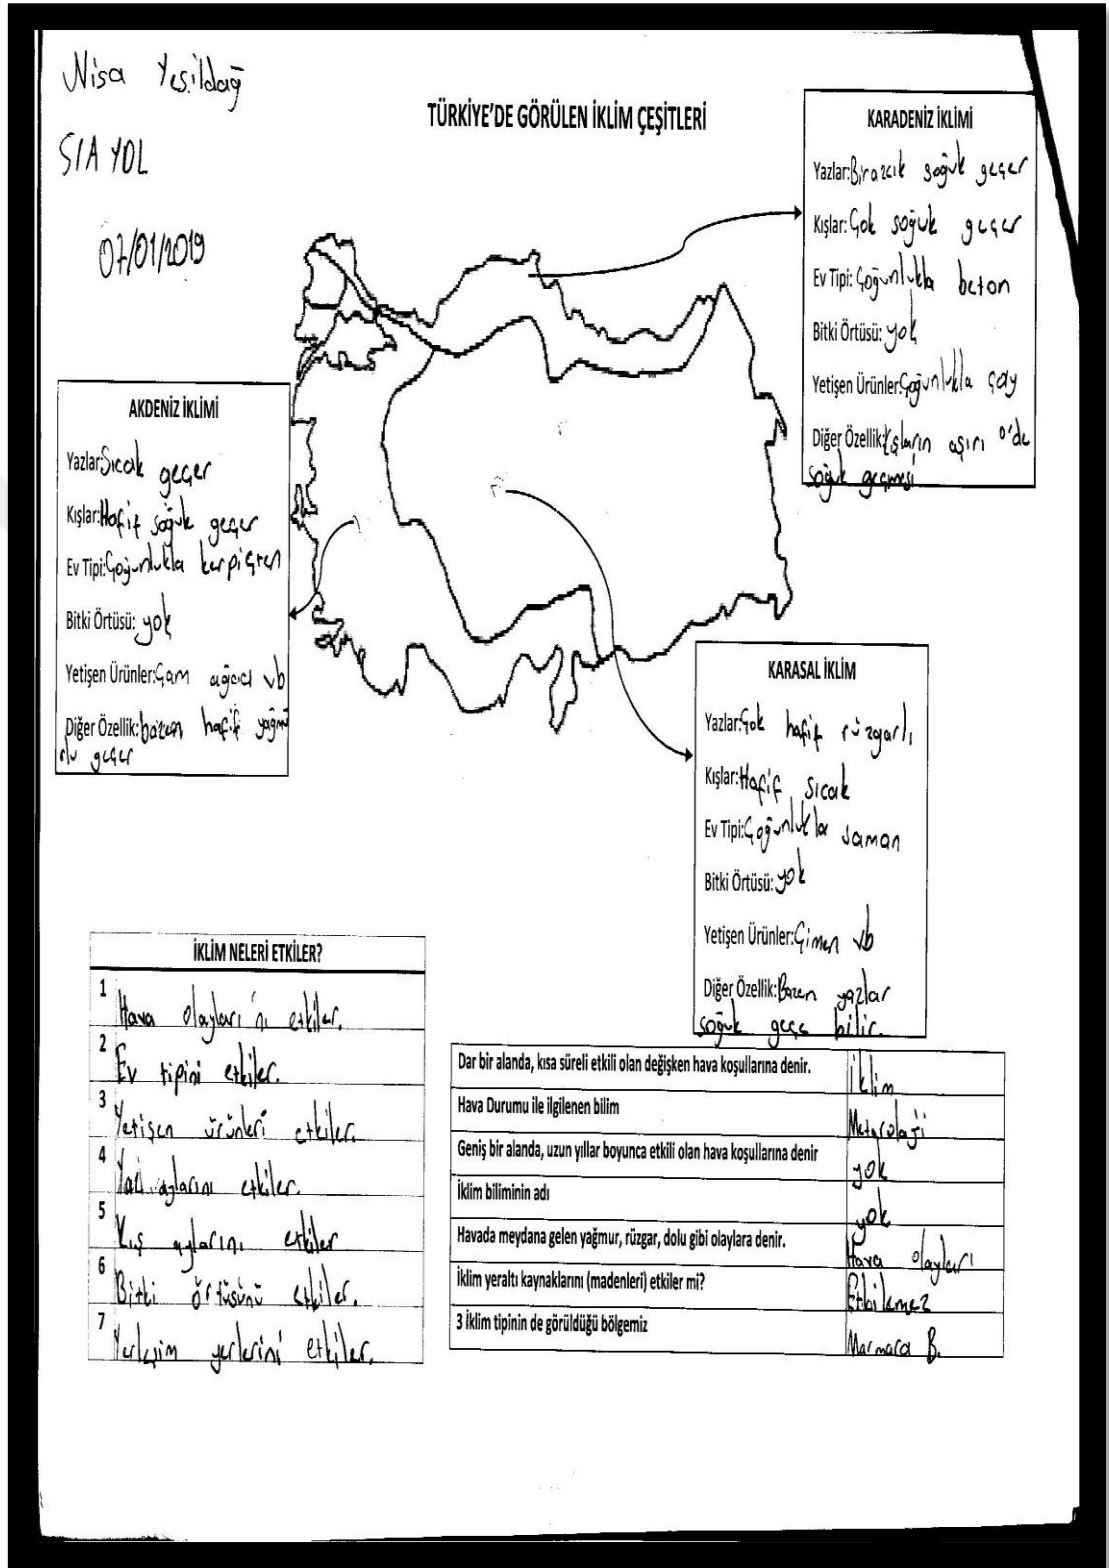 Nisa Yeşildağ
5/A YDL
07/01/2019
TÜRKİYE'DE GÖRÜLEN İKLİM ÇEŞİTLERİ
KARADENİZ İKLİMİ
Yazlar:Birazcık soğuk geçer
Kışlar:Çok soğuk geçer
Ev Tipi:Çoğunlukla beton
Bitki Örtüsü:yok
Yetişen Ürünler:Çoğunlukla çay
Diğer Özellik:Kışların aşırı 0'da
soğuk geçmesi
AKDENİZ İKLİMİ
Yazlar:Sıcak geçer
Kışlar:Hafif soğuk geçer
Ev Tipi:Çoğunlukla kerpiçten
Bitki Örtüsü:yok
Yetişen Ürünler:Çam ağacı vb
Diğer Özellik:bazen hafif yağmu
rlu geçer
KARASAL İKLİM
Yazlar:Çok hafif rüzgarlı
Kışlar:Hafif sıcak
Ev Tipi:Çoğunlukla saman
Bitki Örtüsü:yok
Yetişen Ürünler:Çimen vb
Diğer Özellik:Bazen yazlar
soğuk geçe bilir.
İKLİM NELERİ ETKİLER?
1 Hava olayları'nı etkiler.
2 Ev tipini etkiler.
3 Yetişen ürünleri etkiler.
4 aylarını etkiler.
5 Kış aylarını etkiler
6 Bitki örtüsünü etkiler.
7 Yerleşim yerlerini etkiler.
Dar bir alanda, kısa süreli etkili olan değişken hava koşullarına denir. İklim
Hava Durumu ile ilgilenen bilim Metoroloji
Geniş bir alanda, uzun yıllar boyunca etkili olan hava koşullarına denir yok
İklim biliminin adı yok
Havada meydana gelen yağmur, rüzgar, dolu gibi olaylara denir. Hava olayları
İklim yeraltı kaynaklarını (madenleri) etkiler mi? Etkilemez
3 İklim tipinin de görüldüğü bölgemiz Marmara B.